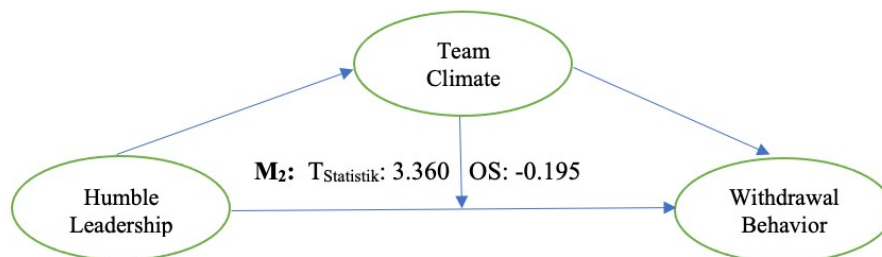 Team
Climate
M₂: TStatistik: 3.360 OS: -0.195
Humble
Leadership
Withdrawal
Behavior